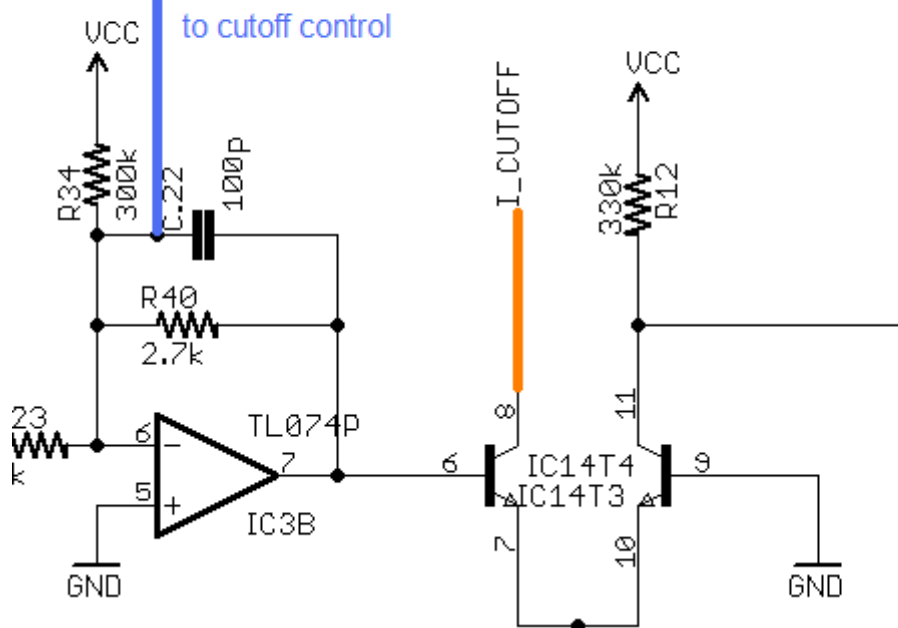 to cutoff control
VCC
I_CUTOFF
VCC
R34
300k
C.22
100p
330k
R12
R40
2.7k
23
k
6
5
TL074P
7
IC3B
8
11
6
IC14T4
IC14T3
9
7
10
GND
GND